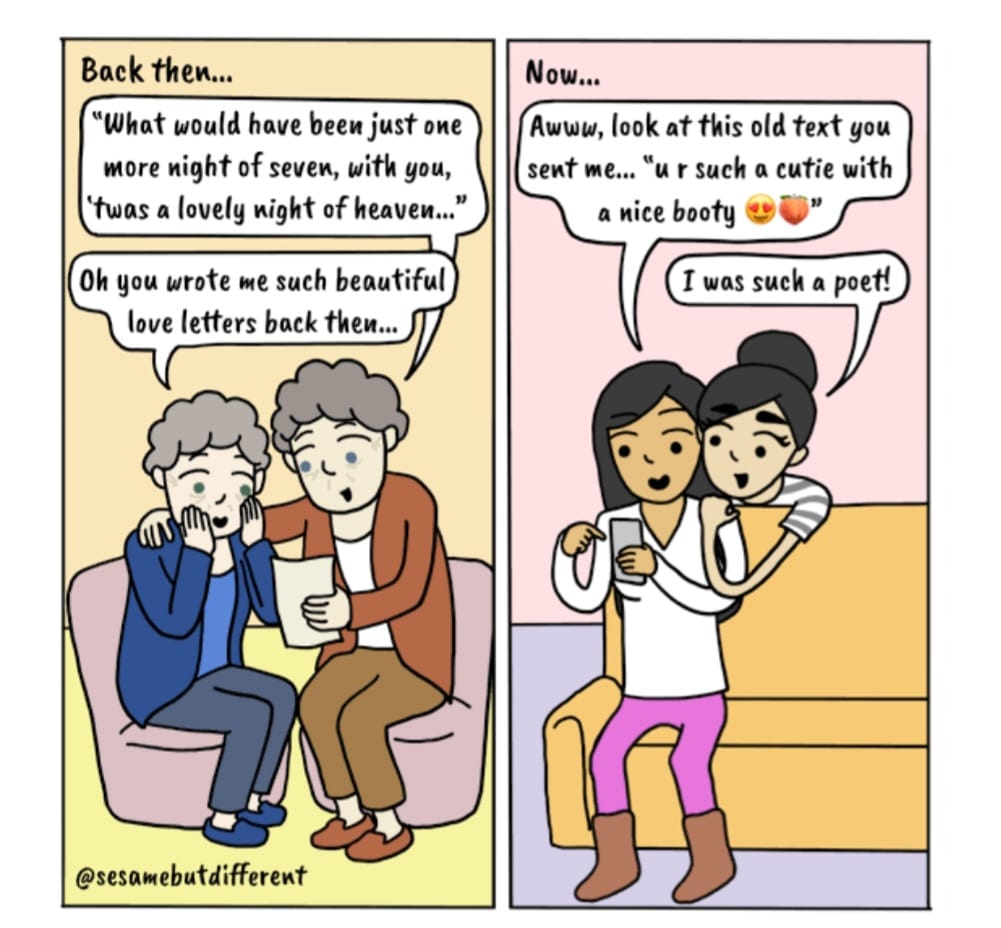 Back then...
"What would have been just one
more night of seven, with you,
'twas a lovely night of heaven..."
Oh you wrote me such beautiful
love letters back then...
@sesamebutdifferent
Now...
Awww, look at this old text you
sent me... "u r such a cutie with
a nice booty 😍🍑"
I was such a poet!